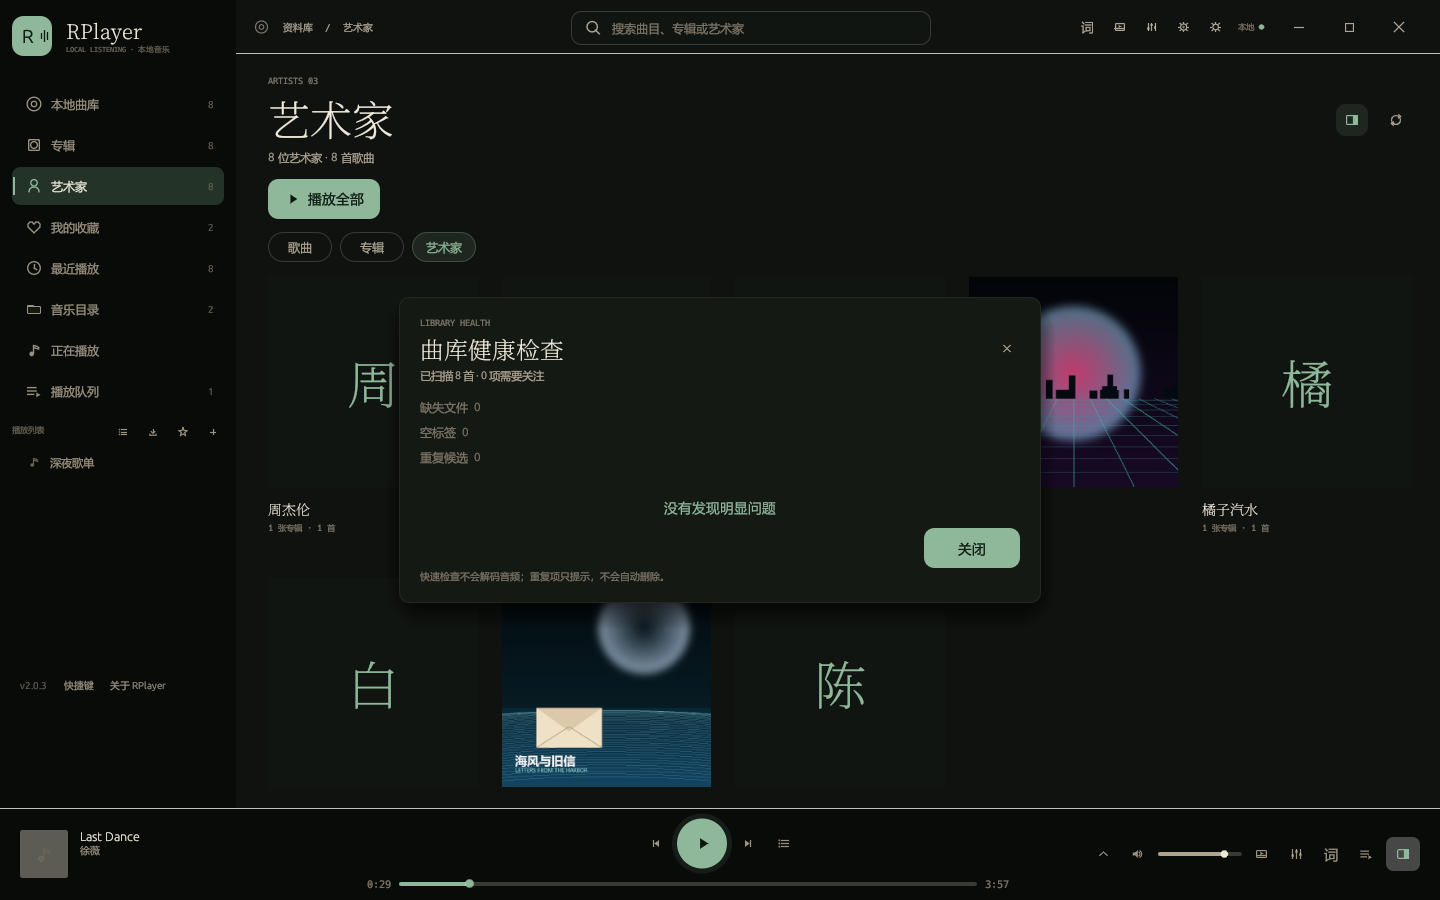 R
RPlayer
LOCAL LISTENING · 本地音乐
本地曲库 8
专辑 8
艺术家 8
我的收藏 2
最近播放 8
音乐目录 2
正在播放
播放队列 1
播放列表
深夜歌单
v2.0.3 快捷键 关于 RPlayer
资料库 / 艺术家
搜索曲目、专辑或艺术家
词
本地
ARTISTS 03
艺术家
8 位艺术家 · 8 首歌曲
播放全部
歌曲 专辑 艺术家
周
橘
周杰伦
1 张专辑 · 1 首
橘子汽水
1 张专辑 · 1 首
LIBRARY HEALTH
曲库健康检查
已扫描 8 首 · 0 项需要关注
缺失文件 0
空标签 0
重复候选 0
没有发现明显问题
关闭
快速检查不会解码音频；重复项只提示，不会自动删除。
白
海风与旧信
LETTERS FROM THE HARBOR
陈
Last Dance
徐薇
0:29
3:57
词